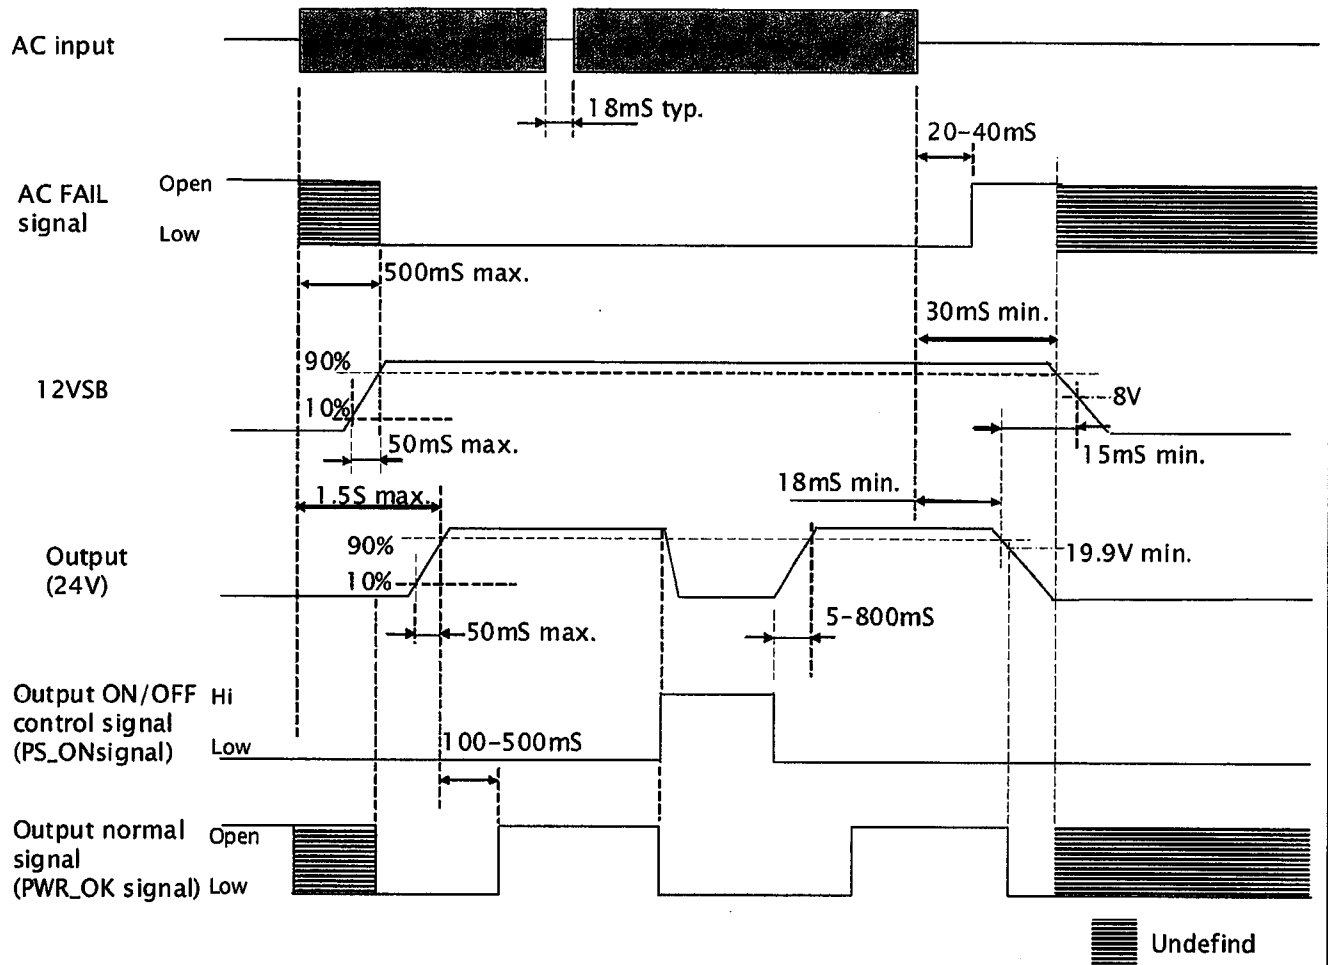 AC input
18mS typ.
20-40mS
AC FAIL
signal
Open
Low
500mS max.
30mS min.
12VSB
90%
10%
8V
50mS max.
15mS min.
1.5S max.
18mS min.
Output
(24V)
90%
10%
19.9V min.
50mS max.
5-800mS
Output ON/OFF
control signal
(PS_ONsignal)
Hi
Low
100-500mS
Output normal
signal
(PWR_OK signal)
Open
Low
Undefind